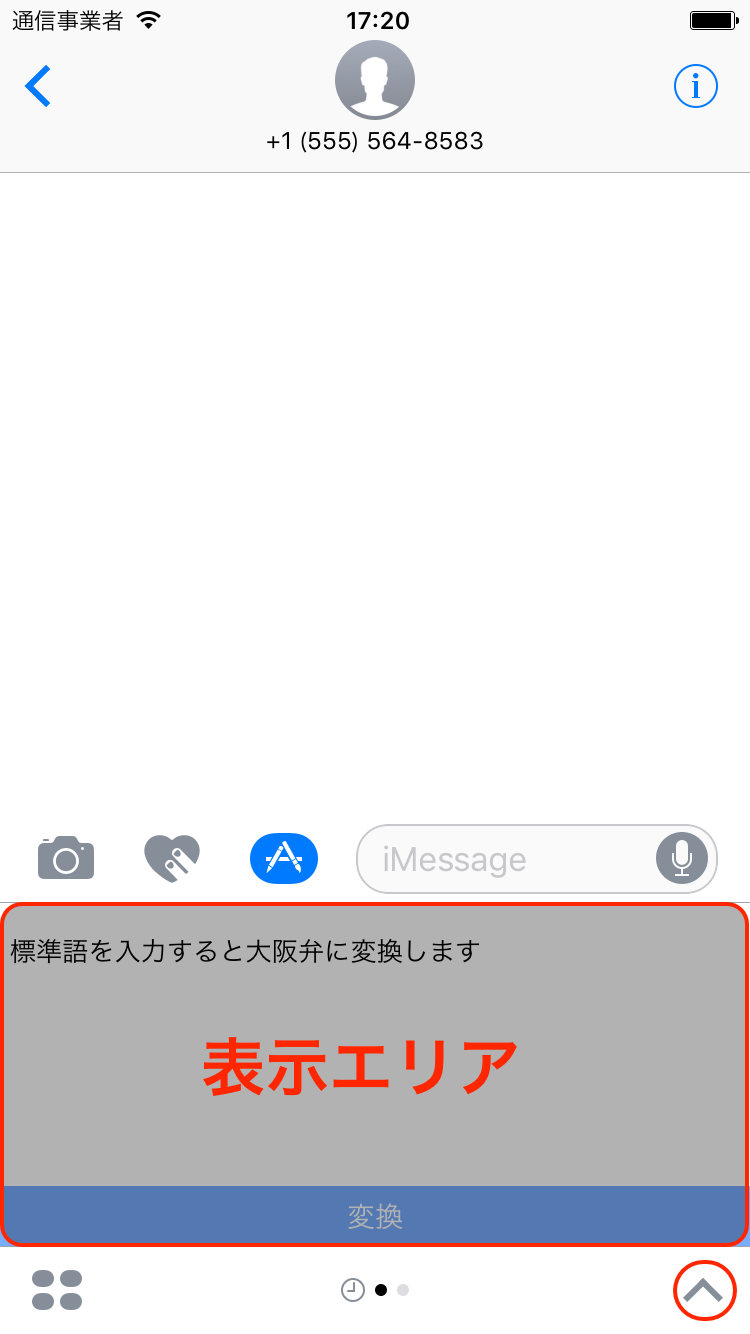 通信事業者 17:20
+1 (555) 564-8583
iMessage
標準語を入力すると大阪弁に変換します
表示エリア
変換